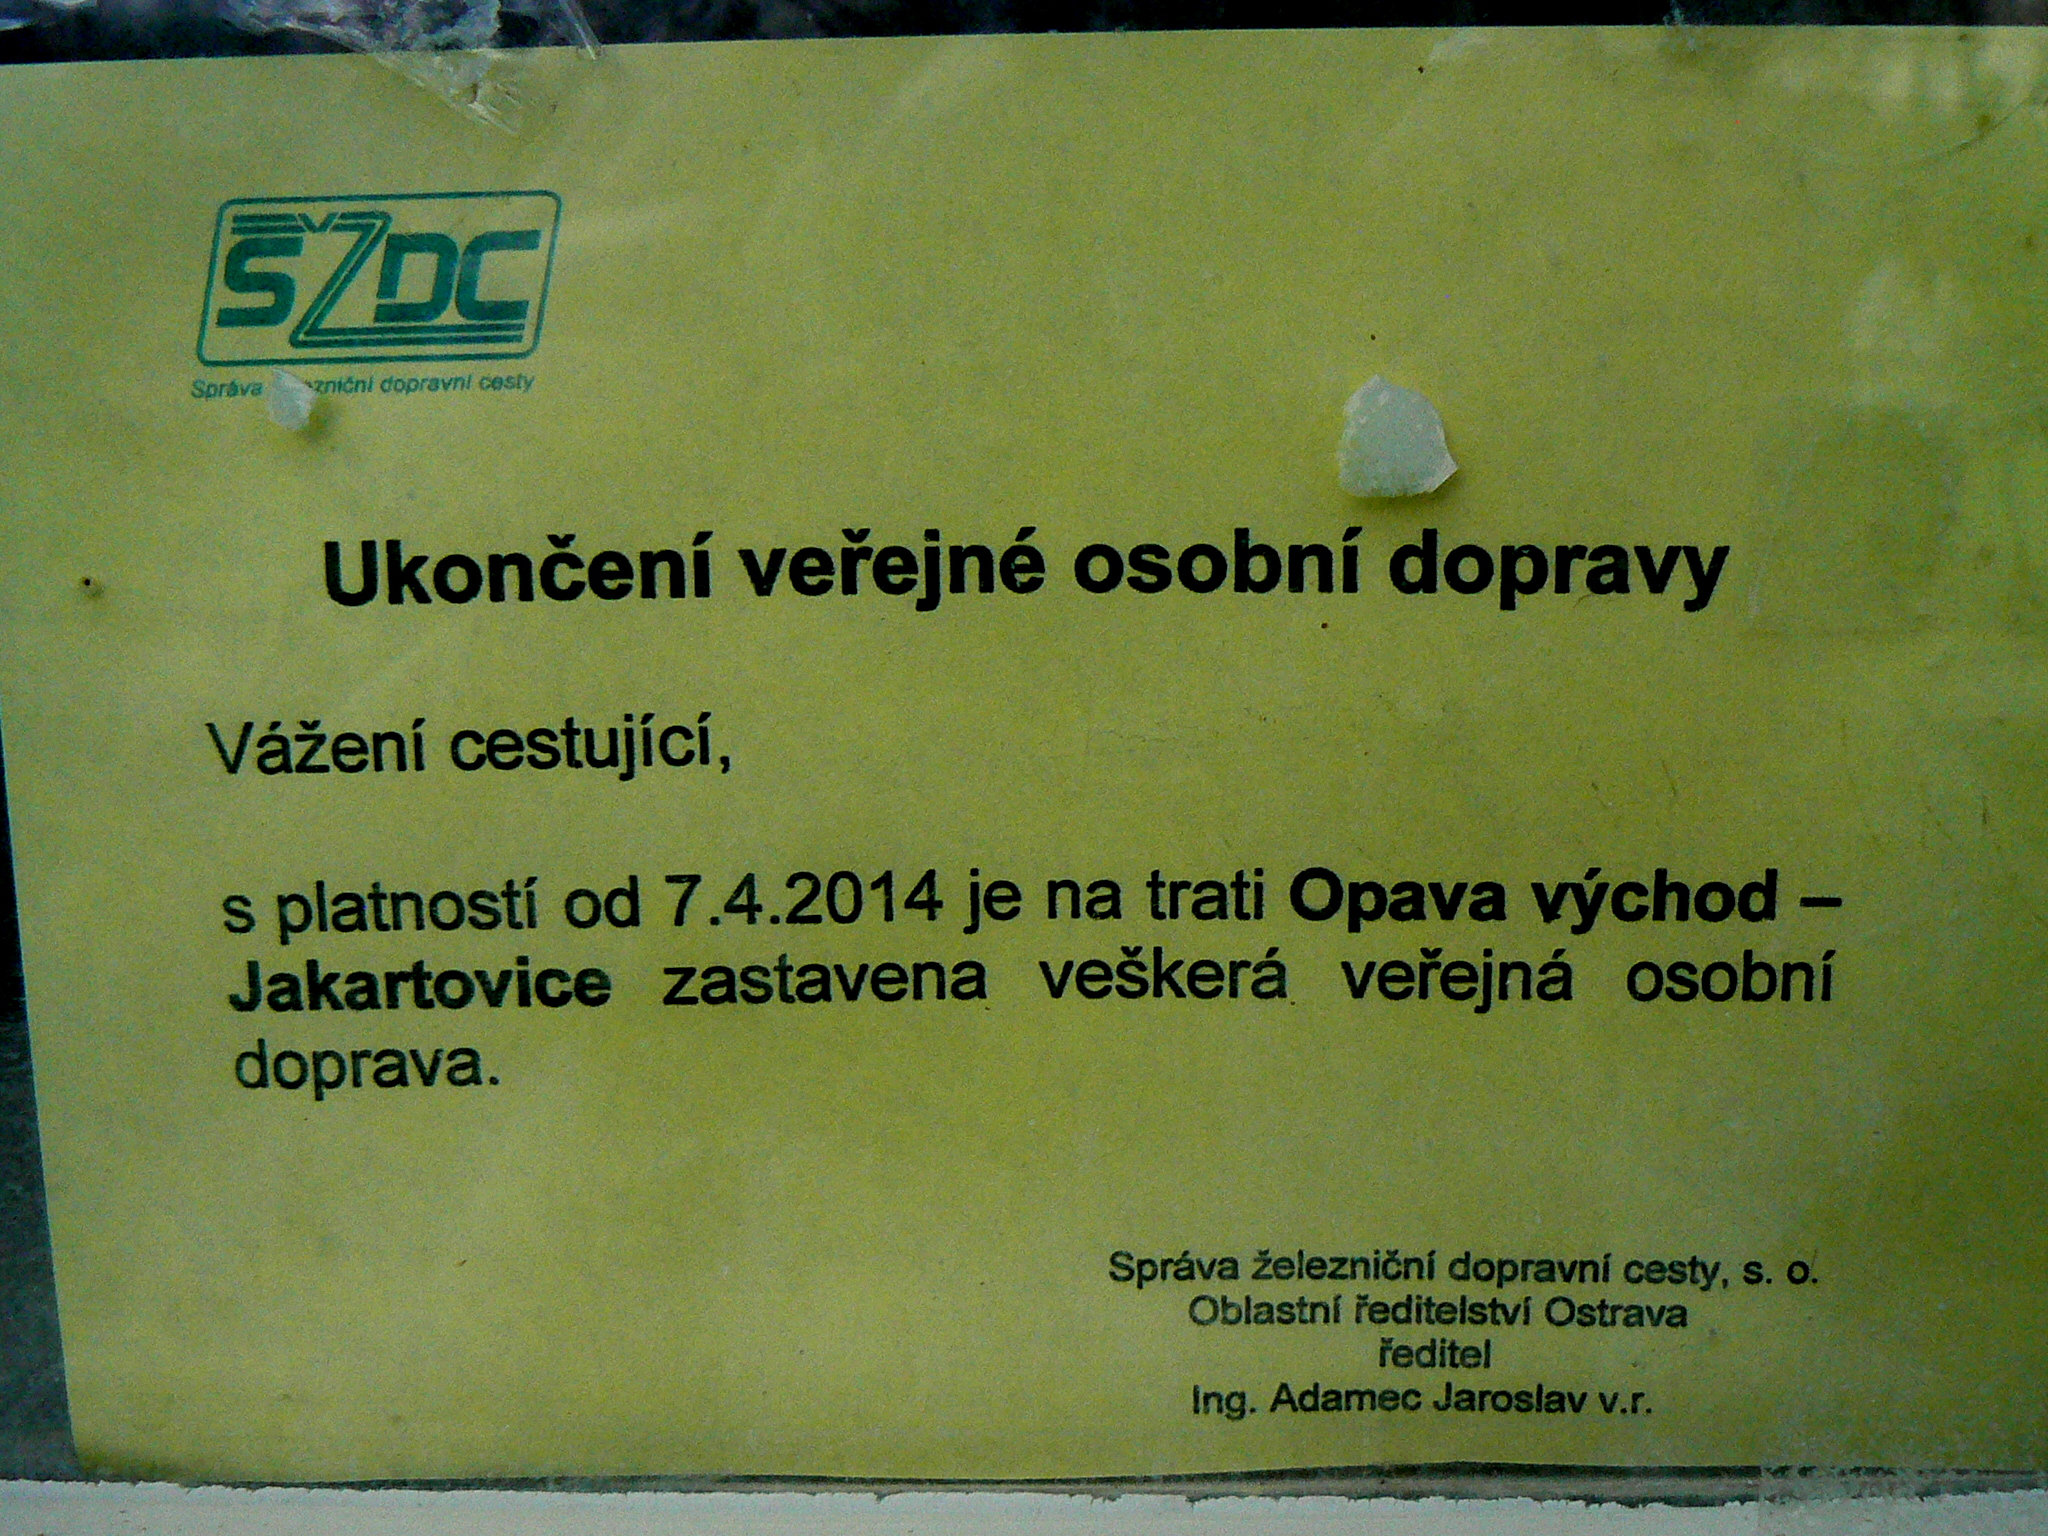 SŽDC
Správa dopravní cesty
Ukončení veřejné osobní dopravy
Vážení cestující,
s platností od 7.4.2014 je na trati Opava východ –
Jakartovice zastavena veškerá veřejná osobní
doprava.
Správa železniční dopravní cesty, s. o.
Oblastní ředitelství Ostrava
ředitel
Ing. Adamec Jaroslav v.r.